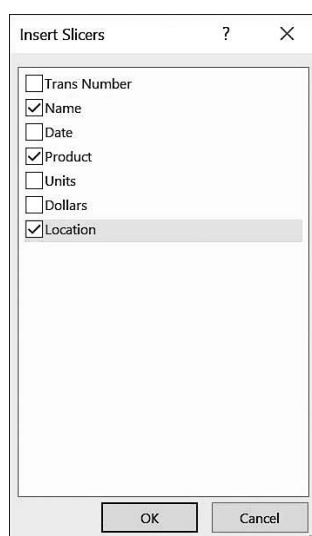 Insert Slicers ?
Trans Number
Name
Date
Product
Units
Dollars
Location
OK Cancel